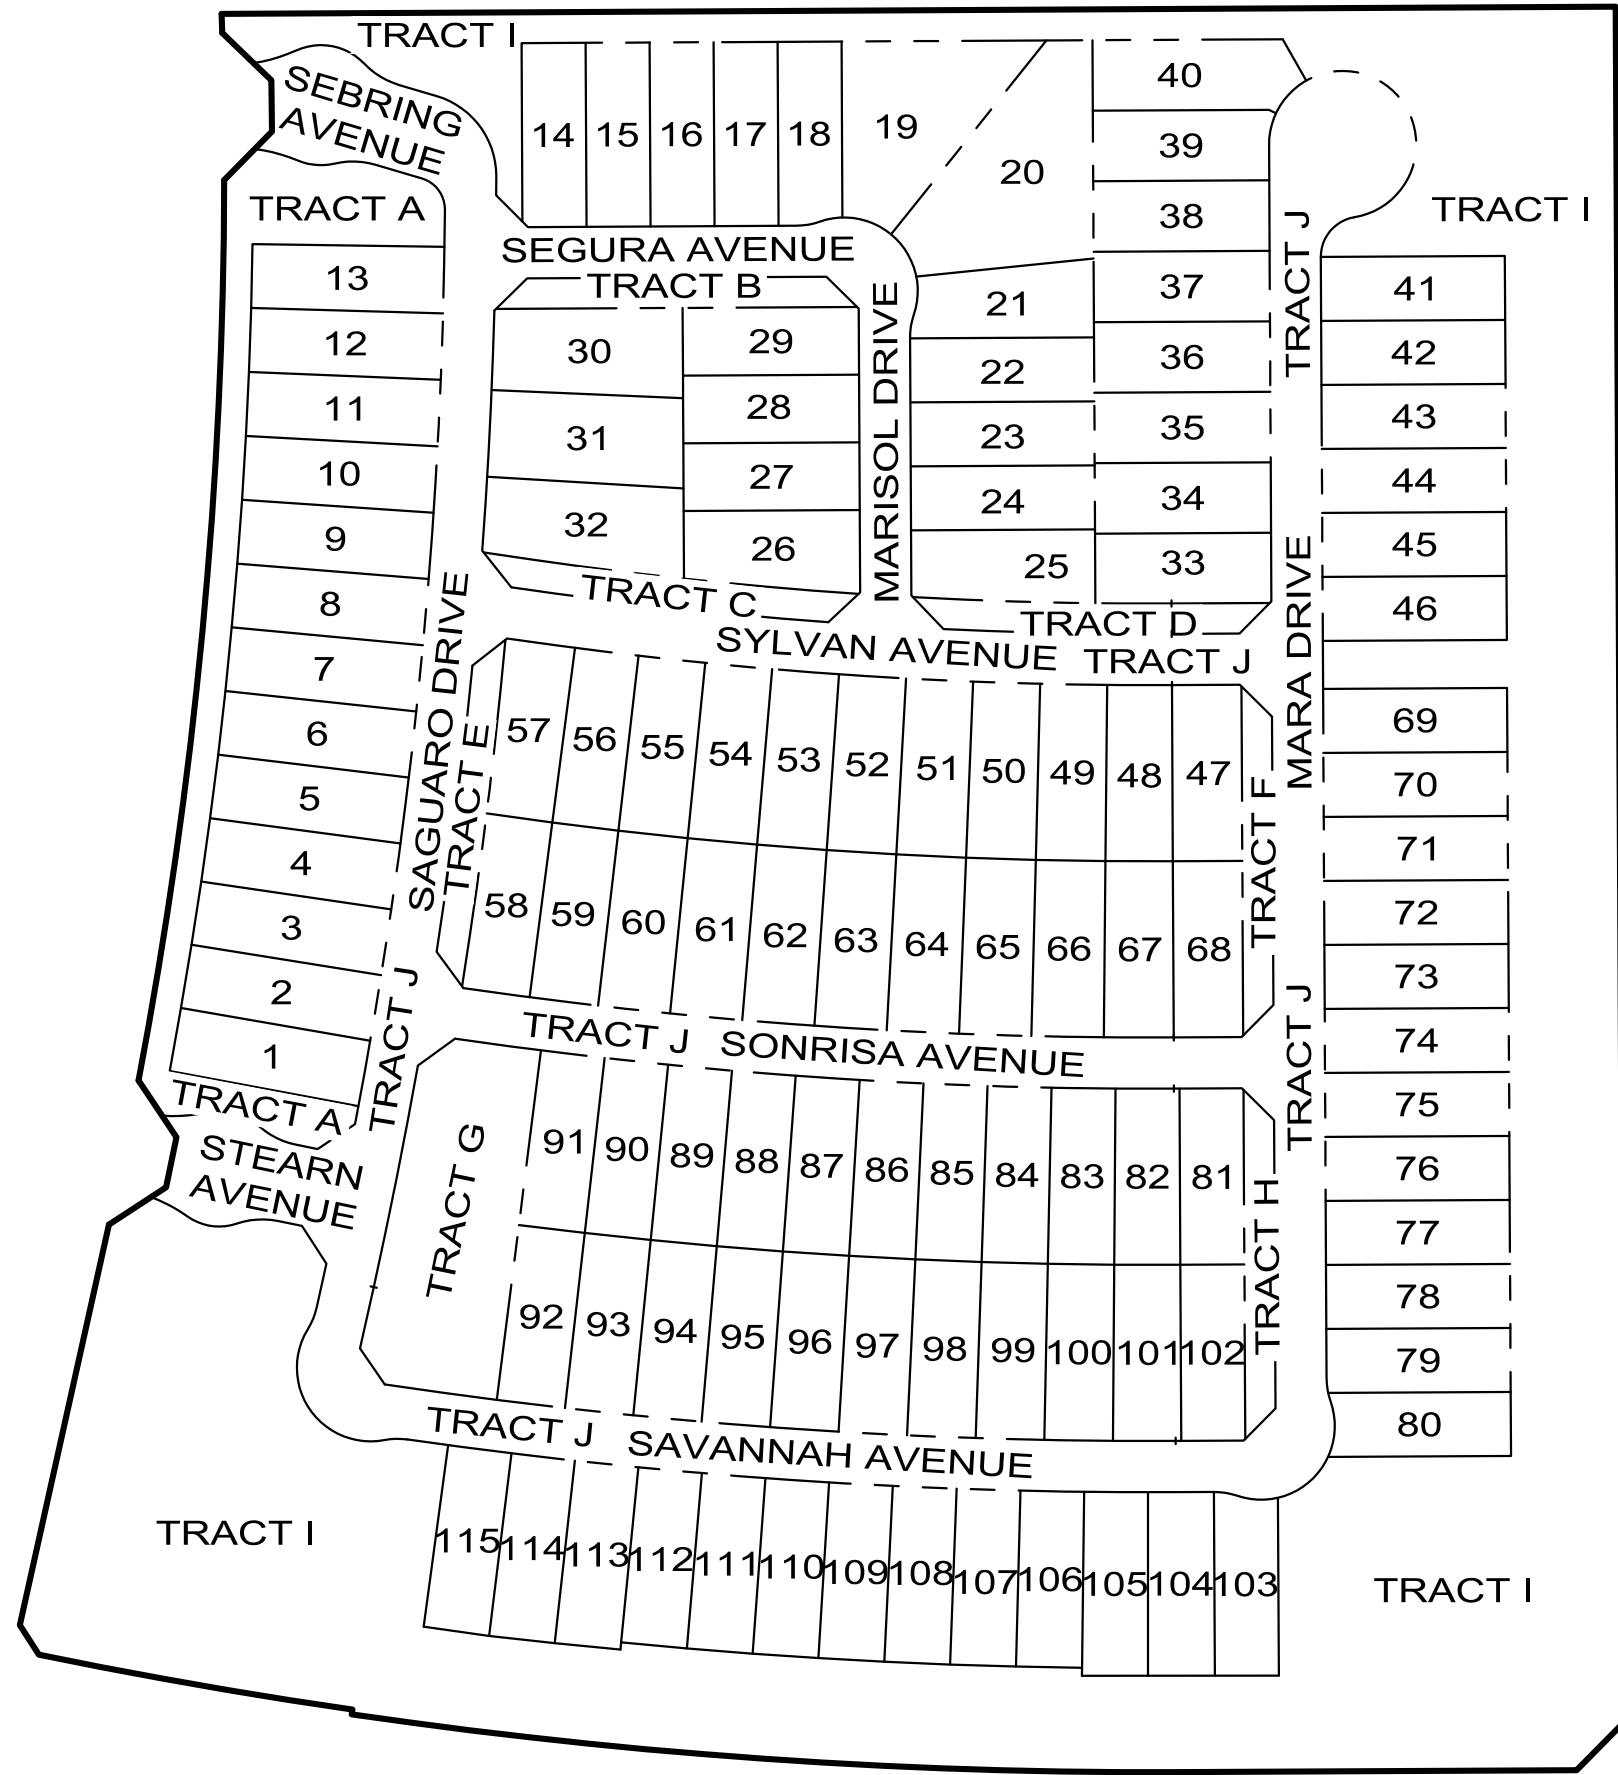 TRACT I
SEBRING
AVENUE
14 15 16 17 18 19 20
40
39
38
37
36
35
34
33
TRACT A
TRACT J
TRACT I
SEGURA AVENUE
TRACT B
13
12
11
10
9
8
7
6
5
4
3
2
1
30
31
32
29
28
27
26
MARISOL DRIVE
21
22
23
24
25
41
42
43
44
45
46
TRACT C
TRACT D
SYLVAN AVENUE
TRACT J
SAGUARO DRIVE
TRACT E
MARA DRIVE
57 56 55 54 53 52 51 50 49 48 47
TRACT F
58 59 60 61 62 63 64 65 66 67 68
69
70
71
72
73
74
75
76
77
78
79
80
TRACT J
TRACT J
TRACT J
SONRISA AVENUE
TRACT A
STEARN
AVENUE
TRACT G
91 90 89 88 87 86 85 84 83 82 81
TRACT H
92 93 94 95 96 97 98 99 100 101 102
TRACT J
SAVANNAH AVENUE
TRACT I
115 114 113 112 111 110 109 108 107 106 105 104 103
TRACT I